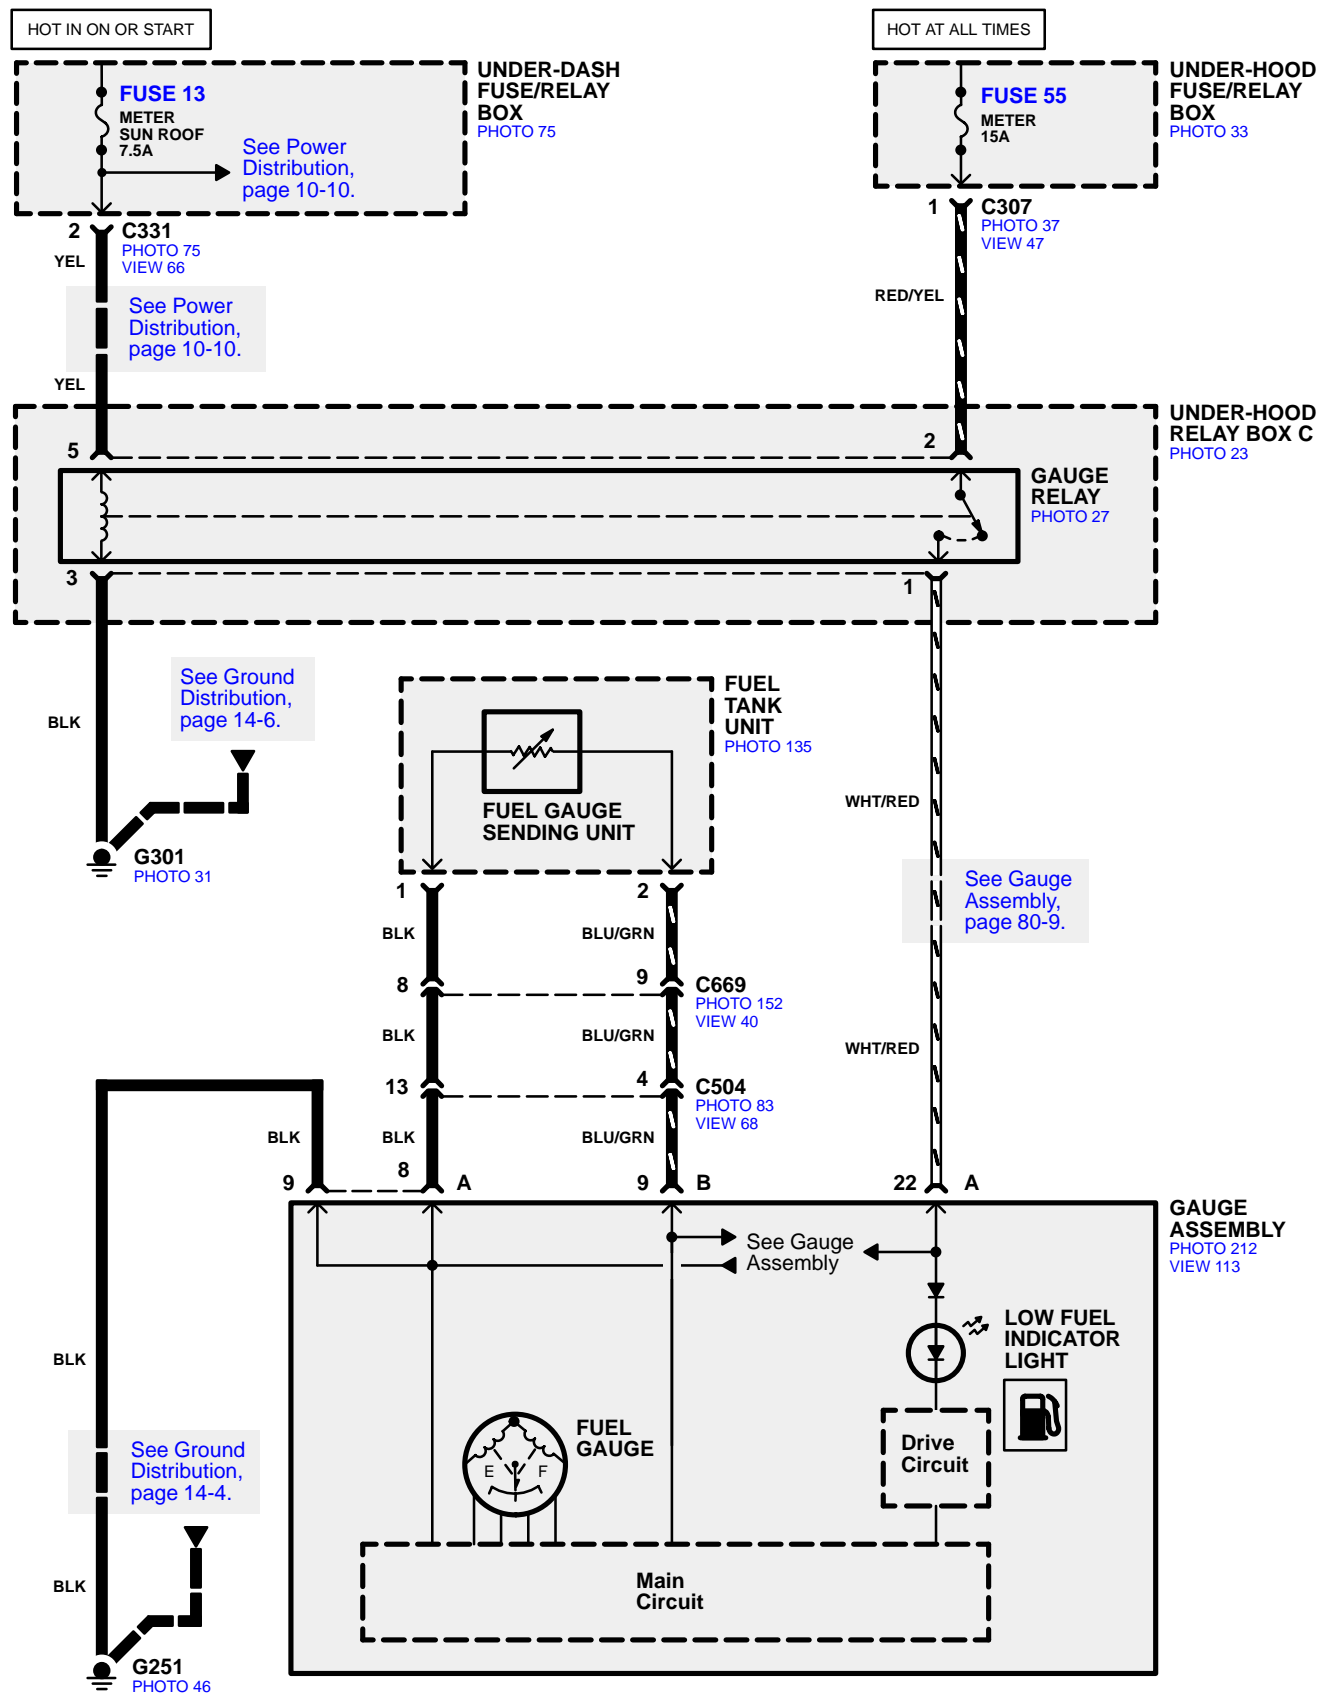 HOT IN ON OR START
HOT AT ALL TIMES
FUSE 13
METER
SUN ROOF
7.5A
See Power
Distribution,
page 10-10.
UNDER-DASH
FUSE/RELAY
BOX
PHOTO 75
FUSE 55
METER
15A
UNDER-HOOD
FUSE/RELAY
BOX
PHOTO 33
2
C331
PHOTO 75
VIEW 66
YEL
1
C307
PHOTO 37
VIEW 47
See Power
Distribution,
page 10-10.
RED/YEL
YEL
5
2
UNDER-HOOD
RELAY BOX C
PHOTO 23
GAUGE
RELAY
PHOTO 27
3
1
See Ground
Distribution,
page 14-6.
BLK
FUEL
TANK
UNIT
PHOTO 135
FUEL GAUGE
SENDING UNIT
WHT/RED
G301
PHOTO 31
See Gauge
Assembly,
page 80-9.
1
2
BLK
BLU/GRN
8
9
C669
PHOTO 152
VIEW 40
BLK
BLU/GRN
WHT/RED
13
4
C504
PHOTO 83
VIEW 68
BLK
BLK
BLU/GRN
9
8
A
9
B
22
A
GAUGE
ASSEMBLY
PHOTO 212
VIEW 113
See Gauge
Assembly
LOW FUEL
INDICATOR
LIGHT
BLK
FUEL
GAUGE
E
F
Drive
Circuit
See Ground
Distribution,
page 14-4.
BLK
Main
Circuit
G251
PHOTO 46